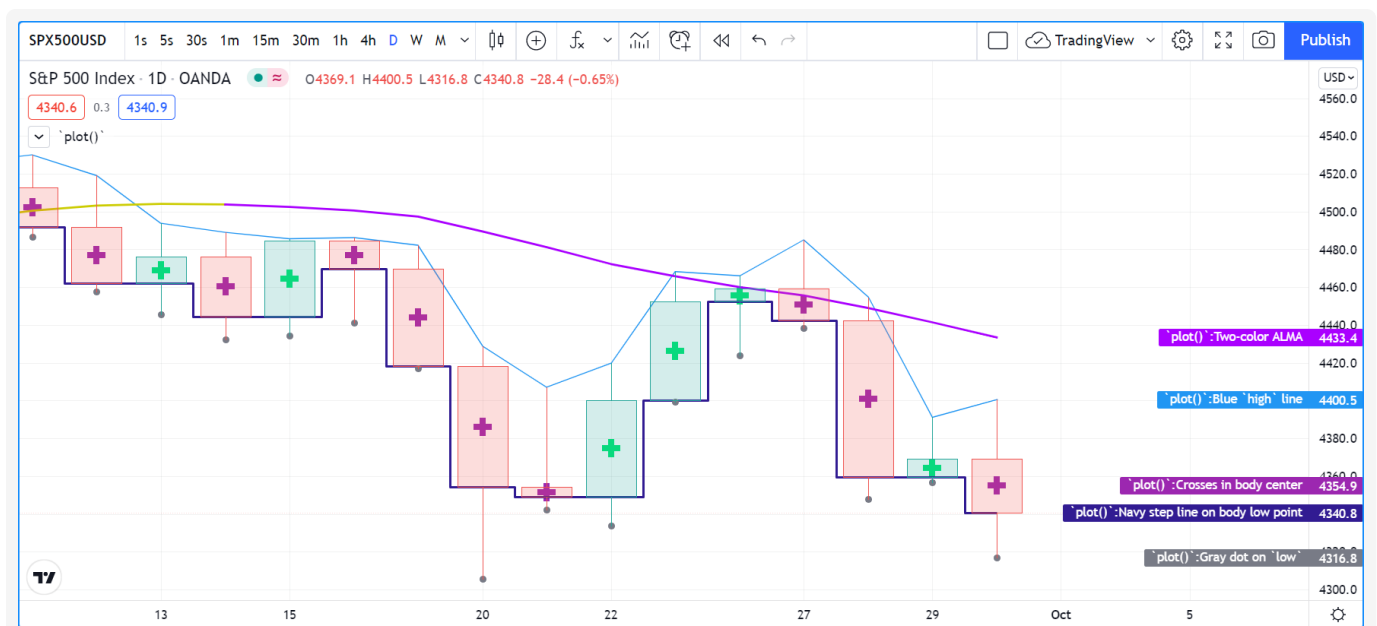 SPX500USD 1s 5s 30s 1m 15m 30m 1h 4h D W M TradingView Publish
S&P 500 Index · 1D · OANDA O4369.1 H4400.5 L4316.8 C4340.8 −28.4 (−0.65%) USD
4340.6 0.3 4340.9
`plot()`
4560.0
4540.0
4520.0
4500.0
4480.0
4460.0
4440.0
`plot()`:Two-color ALMA 4433.4
4420.0
`plot()`:Blue `high` line 4400.5
4380.0
4360.0
`plot()`:Crosses in body center 4354.9
`plot()`:Navy step line on body low point 4340.8
`plot()`:Gray dot on `low` 4316.8
4300.0
13 15 20 22 27 29 Oct 5